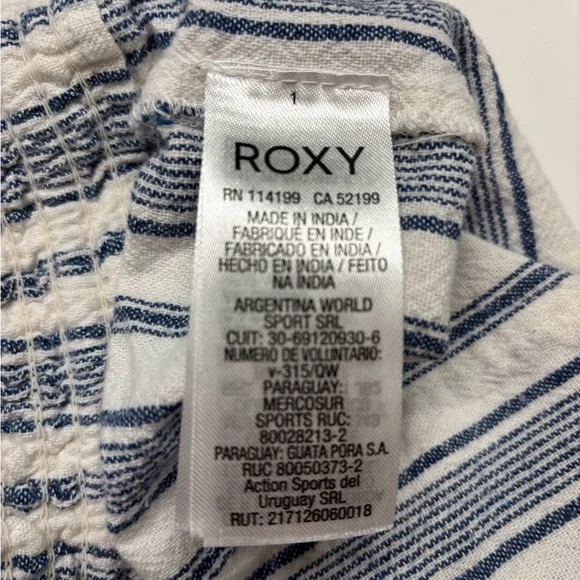 1
ROXY
RN 114199 CA 52199
MADE IN INDIA /
FABRIQUÉ EN INDE /
FABRICADO EN INDIA /
HECHO EN INDIA / FEITO
NA INDIA
ARGENTINA WORLD
SPORT SRL
CUIT: 30-69120930-6
NUMERO DE VOLUNTARIO:
v-315/QW
PARAGUAY:
MERCOSUR
SPORTS RUC:
80028213-2
PARAGUAY: GUATA PORA S.A.
RUC 80050373-2
Action Sports del
Uruguay SRL
RUT: 217126060018